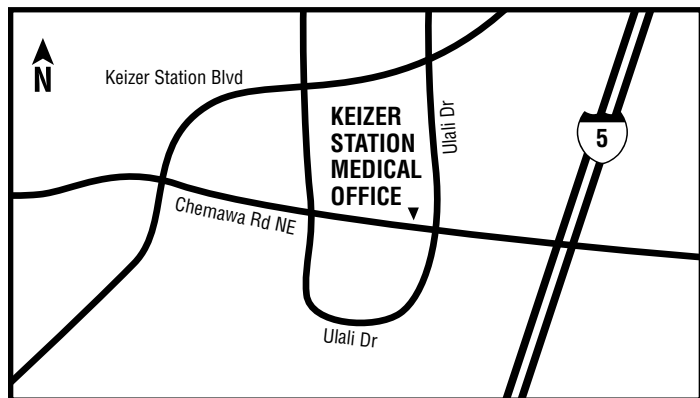 N
Keizer Station Blvd
KEIZER
STATION
MEDICAL
OFFICE
Ulali Dr
5
Chemawa Rd NE
Ulali Dr